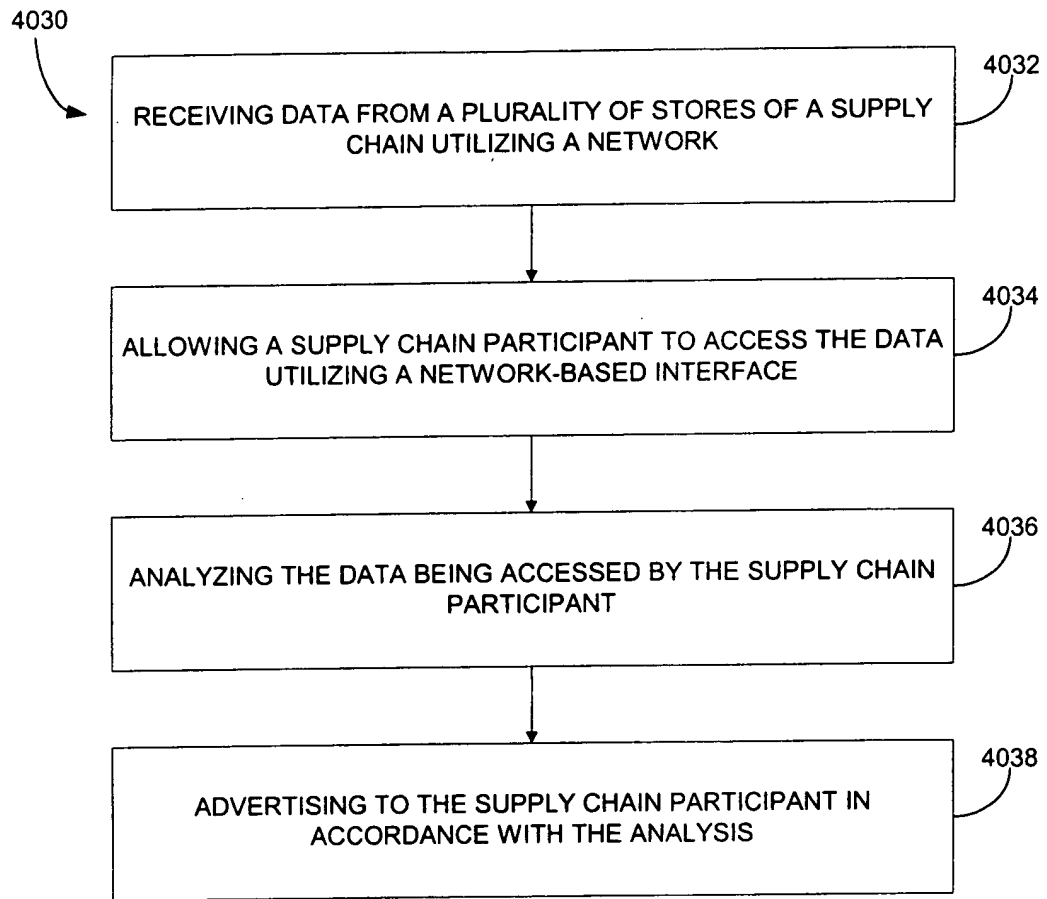 4030
4032
RECEIVING DATA FROM A PLURALITY OF STORES OF A SUPPLY
CHAIN UTILIZING A NETWORK
4034
ALLOWING A SUPPLY CHAIN PARTICIPANT TO ACCESS THE DATA
UTILIZING A NETWORK-BASED INTERFACE
4036
ANALYZING THE DATA BEING ACCESSED BY THE SUPPLY CHAIN
PARTICIPANT
4038
ADVERTISING TO THE SUPPLY CHAIN PARTICIPANT IN
ACCORDANCE WITH THE ANALYSIS